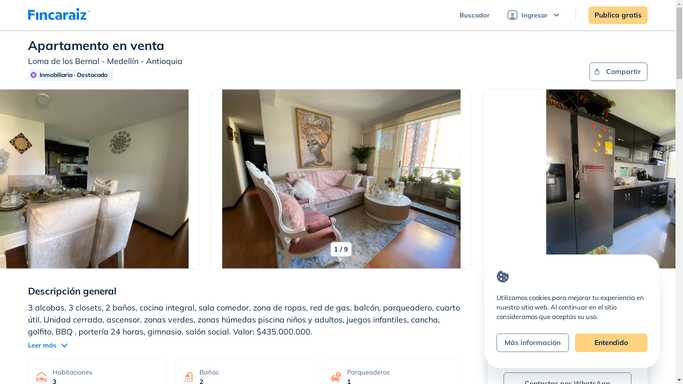 Fincaraiz
Buscador
Ingresar
Publica gratis
Apartamento en venta
Loma de los Bernal - Medellín - Antioquia
Inmobiliaria - Destacado
Compartir
1 / 9
Descripción general
3 alcobas, 3 closets, 2 baños, cocina integral, sala comedor, zona de ropas, red de gas, balcón, parqueadero, cuarto
útil. Unidad cerrada, ascensor, zonas verdes, zonas húmedas piscina niños y adultos, juegos infantiles, cancha,
golfito, BBQ , portería 24 horas, gimnasio, salón social. Valor: $435.000.000.
Leer más
Habitaciones
3
Baños
2
Parqueaderos
1
Utilizamos cookies para mejorar tu experiencia en
nuestro sitio web. Al continuar en el sitio
consideramos que aceptas su uso.
Más información
Entendido
Contactar por WhatsApp